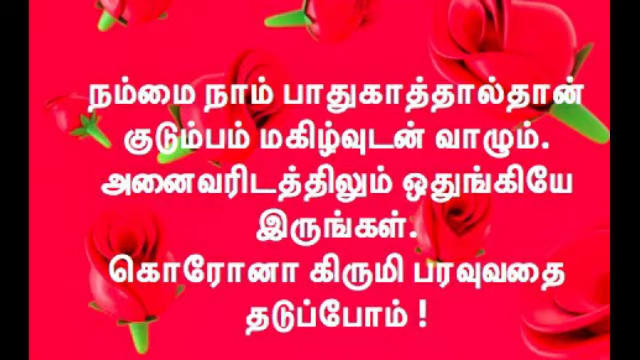 நம்மை நாம் பாதுகாத்தால்தான்
குடும்பம் மகிழ்வுடன் வாழும்.
அனைவரிடத்திலும் ஒதுங்கியே
இருங்கள்.
கொரோனா கிருமி பரவுவதை
தடுப்போம் !